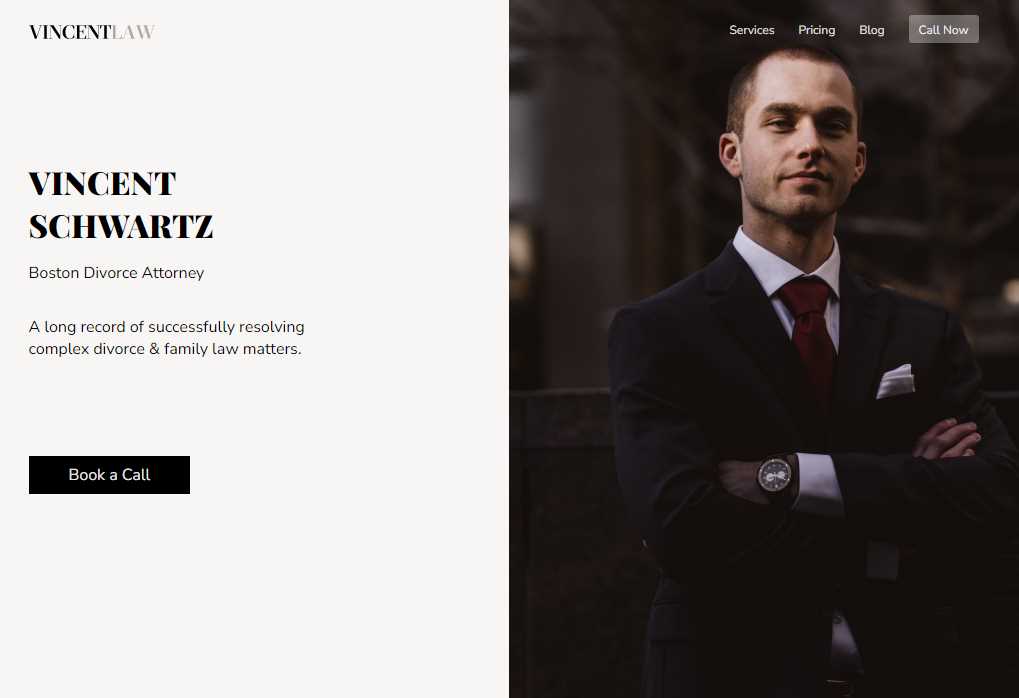 VINCENTLAW
Services Pricing Blog Call Now
VINCENT
SCHWARTZ
Boston Divorce Attorney
A long record of successfully resolving
complex divorce & family law matters.
Book a Call